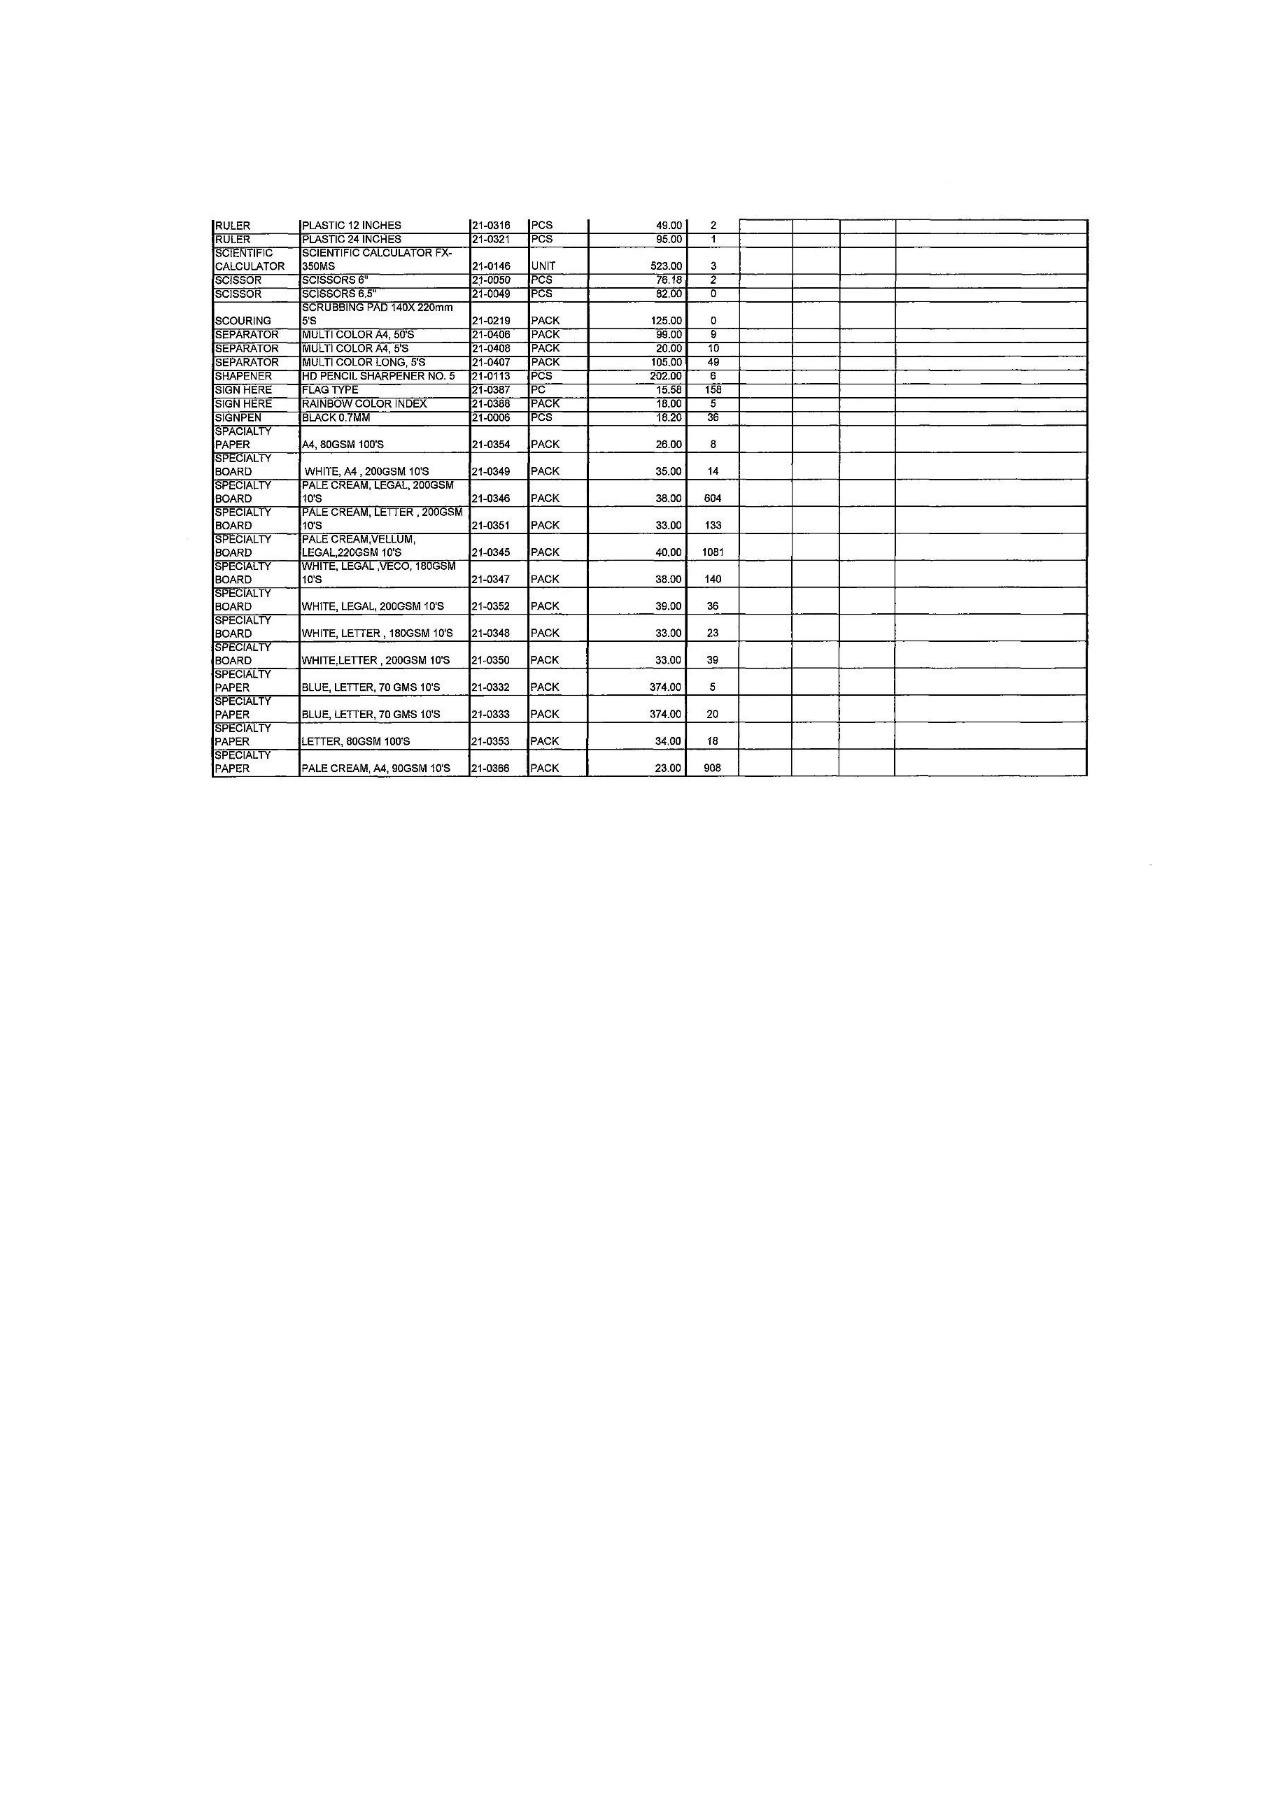 RULER PLASTIC 12 INCHES 21-0316 PCS 49.00 2
RULER PLASTIC 24 INCHES 21-0321 PCS 95.00 1
SCIENTIFIC SCIENTIFIC CALCULATOR FX-
CALCULATOR 350MS 21-0146 UNIT 523.00 3
SCISSOR SCISSORS 6" 21-0050 PCS 76.18 2
SCISSOR SCISSORS 6.5" 21-0049 PCS 82.00 0
SCRUBBING PAD 140X 220mm
SCOURING 5'S 21-0219 PACK 125.00 0
SEPARATOR MULTI COLOR A4, 50'S 21-0406 PACK 99.00 9
SEPARATOR MULTI COLOR A4, 5'S 21-0408 PACK 20.00 10
SEPARATOR MULTI COLOR LONG, 5'S 21-0407 PACK 105.00 49
SHAPENER HD PENCIL SHARPENER NO. 5 21-0113 PCS 202.00 6
SIGN HERE FLAG TYPE 21-0387 PC 15.58 158
SIGN HERE RAINBOW COLOR INDEX 21-0388 PACK 18.00 5
SIGNPEN BLACK 0.7MM 21-0006 PCS 18.20 36
SPACIALTY
PAPER A4, 80GSM 100'S 21-0354 PACK 26.00 8
SPECIALTY
BOARD WHITE, A4 , 200GSM 10'S 21-0349 PACK 35.00 14
SPECIALTY PALE CREAM, LEGAL, 200GSM
BOARD 10'S 21-0346 PACK 38.00 604
SPECIALTY PALE CREAM, LETTER , 200GSM
BOARD 10'S 21-0351 PACK 33.00 133
SPECIALTY PALE CREAM,VELLUM,
BOARD LEGAL,220GSM 10'S 21-0345 PACK 40.00 1081
SPECIALTY WHITE, LEGAL ,VECO, 180GSM
BOARD 10'S 21-0347 PACK 38.00 140
SPECIALTY
BOARD WHITE, LEGAL, 200GSM 10'S 21-0352 PACK 39.00 36
SPECIALTY
BOARD WHITE, LETTER , 180GSM 10'S 21-0348 PACK 33.00 23
SPECIALTY
BOARD WHITE,LETTER , 200GSM 10'S 21-0350 PACK 33.00 39
SPECIALTY
PAPER BLUE, LETTER, 70 GMS 10'S 21-0332 PACK 374.00 5
SPECIALTY
PAPER BLUE, LETTER, 70 GMS 10'S 21-0333 PACK 374.00 20
SPECIALTY
PAPER LETTER, 80GSM 100'S 21-0353 PACK 34.00 18
SPECIALTY
PAPER PALE CREAM, A4, 90GSM 10'S 21-0366 PACK 23.00 908